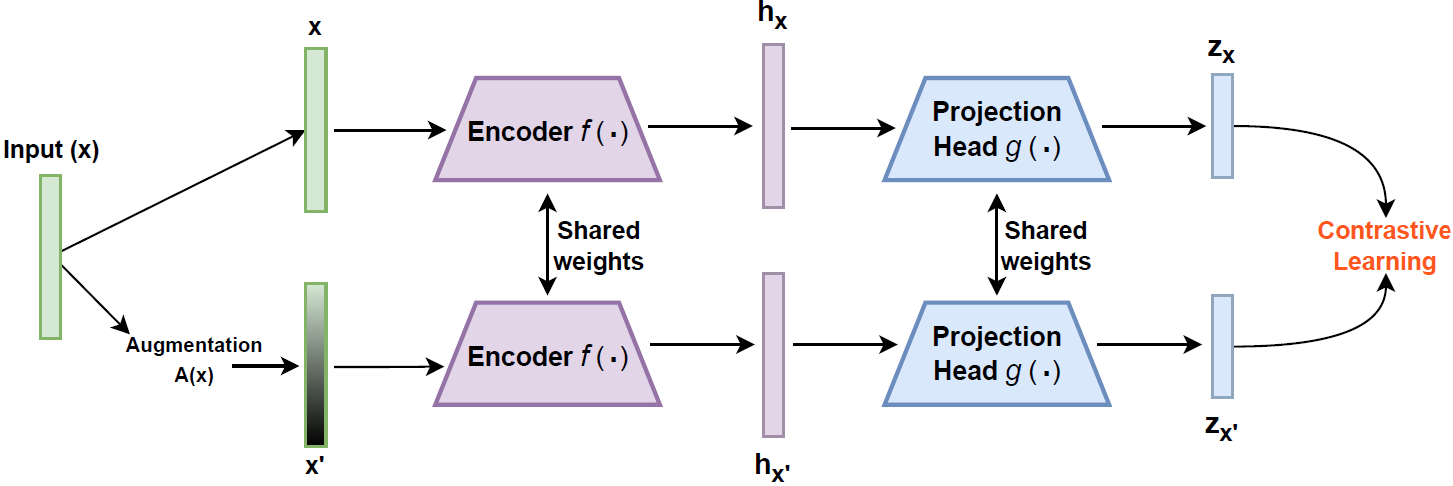 Input (x)
x
Encoder f (·)
h_x
Projection
Head g (·)
z_x
Shared
weights
Shared
weights
Contrastive
Learning
Augmentation
A(x)
x'
Encoder f (·)
h_x'
Projection
Head g (·)
z_x'